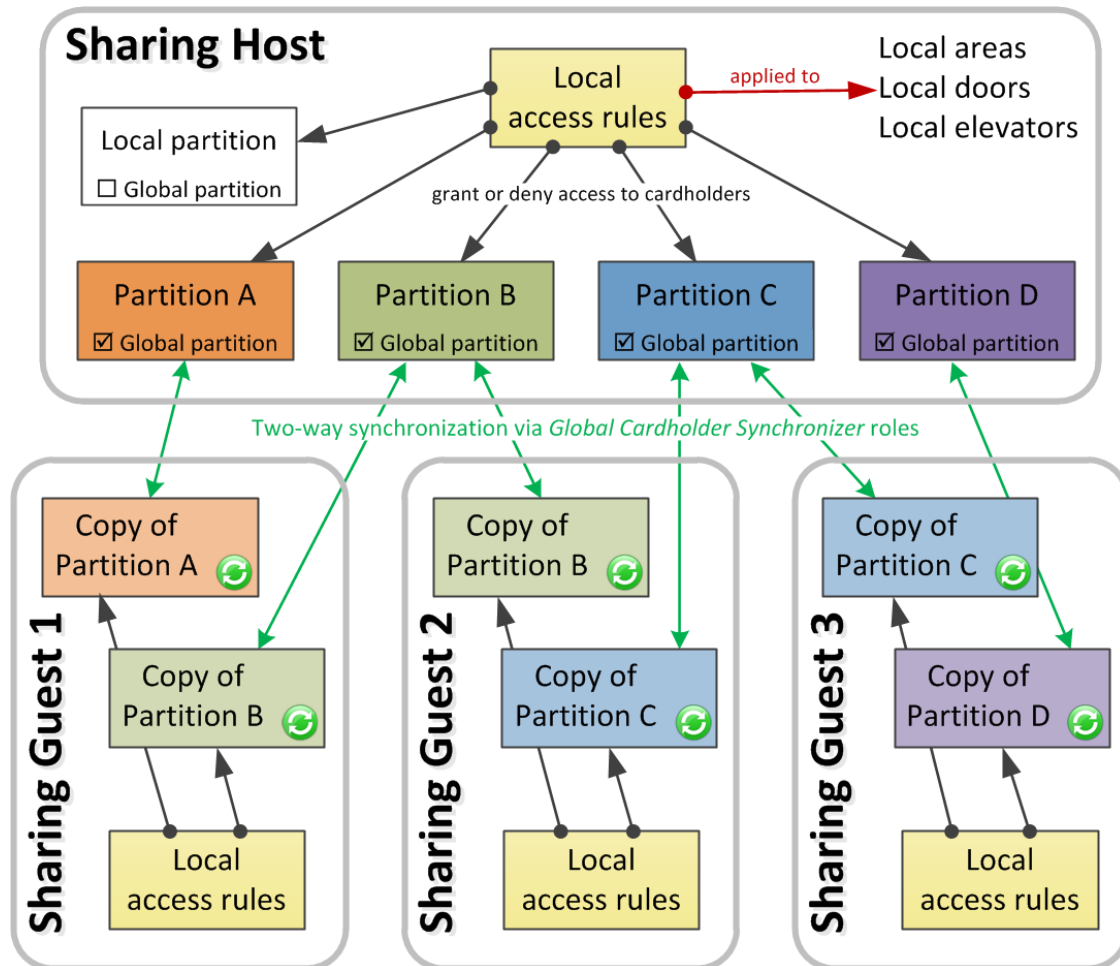 Sharing Host
Local
access rules
applied to
Local areas
Local doors
Local elevators
Local partition
☐ Global partition
grant or deny access to cardholders
Partition A
☑ Global partition
Partition B
☑ Global partition
Partition C
☑ Global partition
Partition D
☑ Global partition
Two-way synchronization via Global Cardholder Synchronizer roles
Sharing Guest 1
Copy of
Partition A
Copy of
Partition B
Local
access rules
Sharing Guest 2
Copy of
Partition B
Copy of
Partition C
Local
access rules
Sharing Guest 3
Copy of
Partition C
Copy of
Partition D
Local
access rules